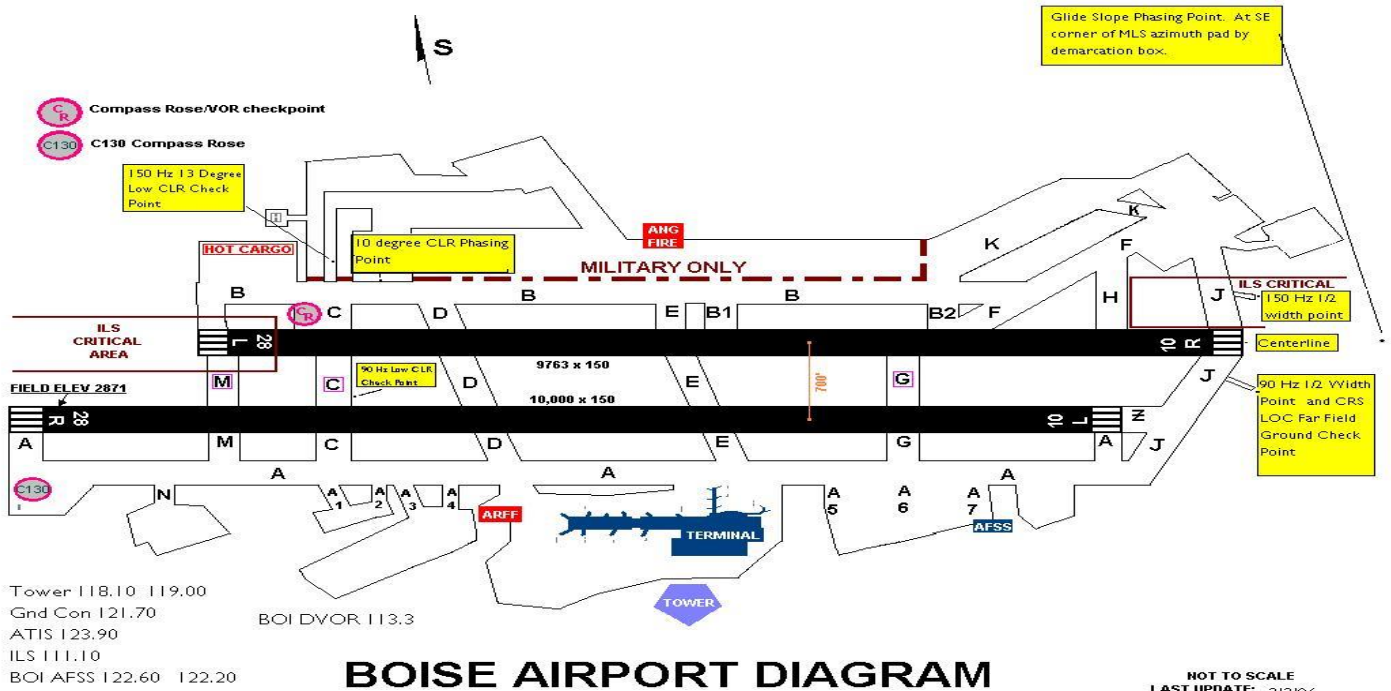 Glide Slope Phasing Point. At SE
corner of MLS azimuth pad by
demarcation box.
S
CR
Compass Rose/VOR checkpoint
C130
C130 Compass Rose
150 Hz 13 Degree
Low CLR Check
Point
H
HOT CARGO
10 degree CLR Phasing
Point
ANG
FIRE
MILITARY ONLY
K
K
F
H
ILS CRITICAL
J
150 Hz 1/2
width point
B
CR
C
D
B
E
B1
B
B2
F
ILS
CRITICAL
AREA
28
L
10
R
Centerline
FIELD ELEV 2871
M
C
90 Hz Low CLR
Check Point
D
9763 x 150
10,000 x 150
E
700'
G
J
90 Hz 1/2 Width
Point and CRS
LOC Far Field
Ground Check
Point
28
R
10
L
A
M
C
D
E
G
A
N
J
C130
A
A
A
N
A
1
A
2
A
3
A
4
ARFF
TERMINAL
A
5
A
6
A
7
AFSS
TOWER
Tower 118.10 119.00
Gnd Con 121.70
ATIS 123.90
ILS 111.10
BOI AFSS 122.60 122.20
BOI DVOR 113.3
BOISE AIRPORT DIAGRAM
NOT TO SCALE
LAST UPDATE: